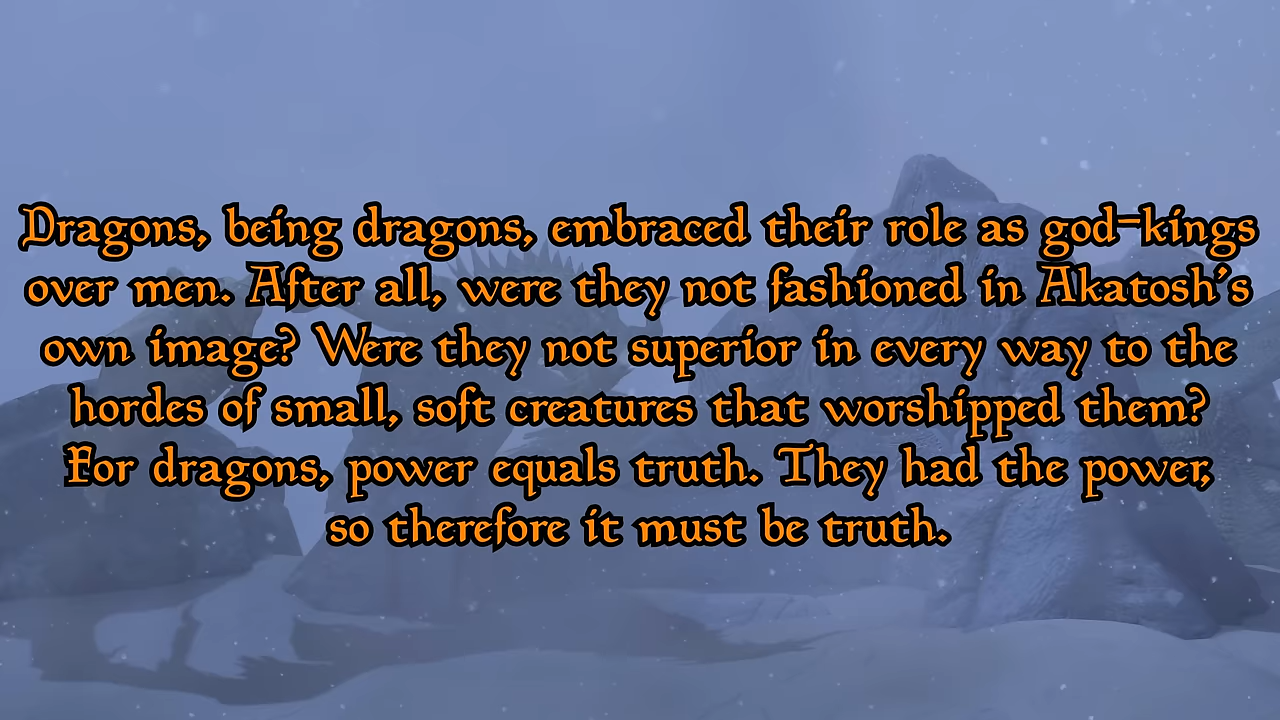 Dragons, being dragons, embraced their role as god-kings
over men. After all, were they not fashioned in Akatosh's
own image? Were they not superior in every way to the
hordes of small, soft creatures that worshipped them?
For dragons, power equals truth. They had the power,
so therefore it must be truth.